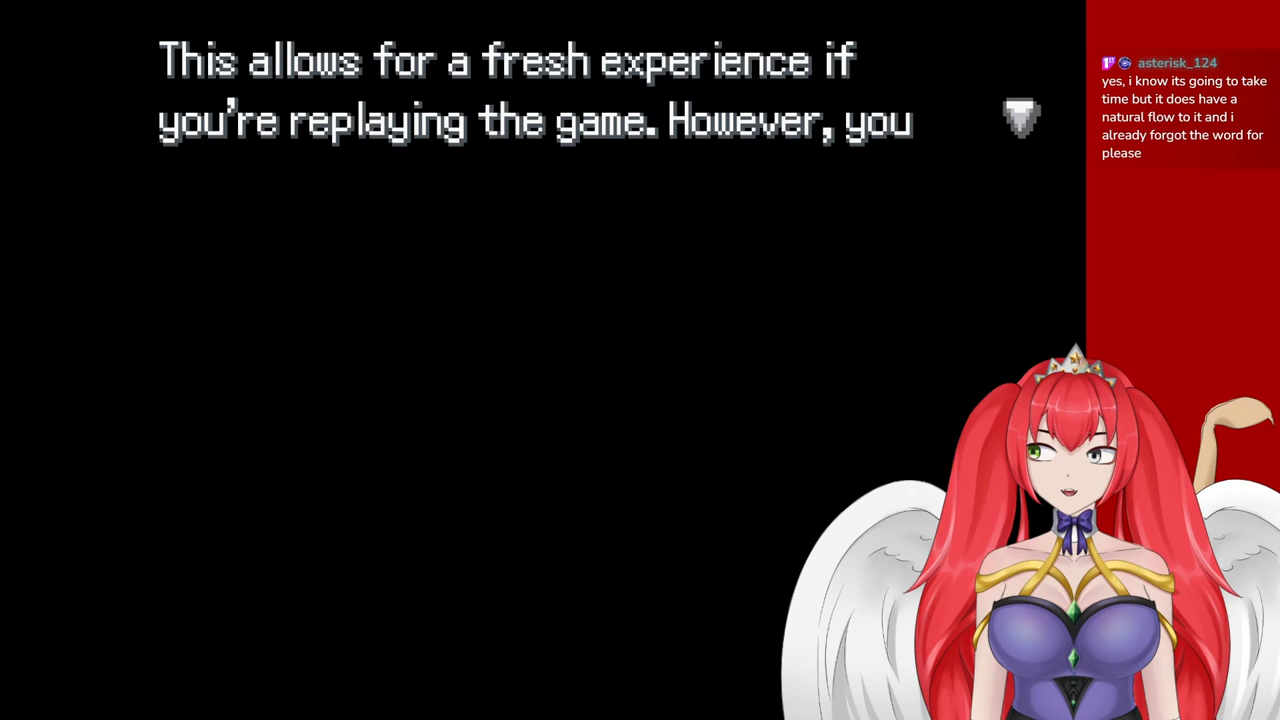 This allows for a fresh experience if
you're replaying the game. However, you
asterisk_124
yes, i know its going to take
time but it does have a
natural flow to it and i
already forgot the word for
please